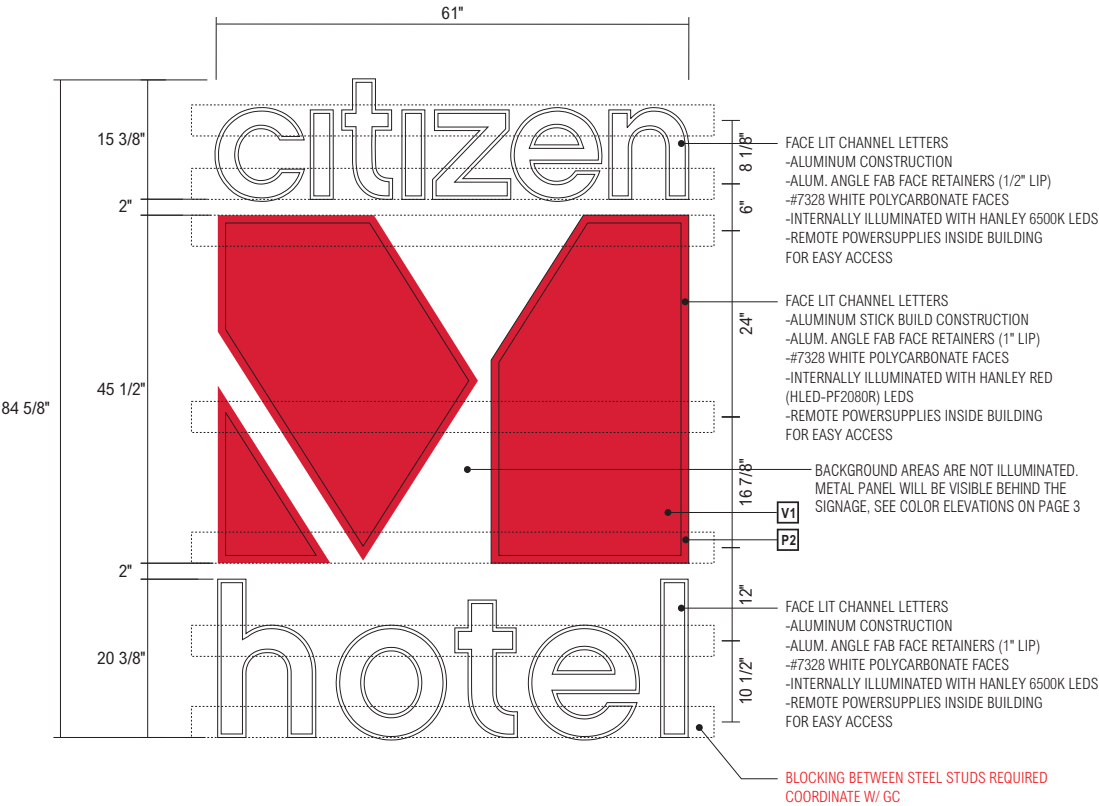 61"
citizen
15 3/8"
2"
45 1/2"
84 5/8"
2"
20 3/8"
hotel
8 1/8"
6"
24"
16 7/8"
12"
10 1/2"
FACE LIT CHANNEL LETTERS
-ALUMINUM CONSTRUCTION
-ALUM. ANGLE FAB FACE RETAINERS (1/2" LIP)
-#7328 WHITE POLYCARBONATE FACES
-INTERNALLY ILLUMINATED WITH HANLEY 6500K LEDS
-REMOTE POWERSUPPLIES INSIDE BUILDING
FOR EASY ACCESS
FACE LIT CHANNEL LETTERS
-ALUMINUM STICK BUILD CONSTRUCTION
-ALUM. ANGLE FAB FACE RETAINERS (1" LIP)
-#7328 WHITE POLYCARBONATE FACES
-INTERNALLY ILLUMINATED WITH HANLEY RED
(HLED-PF2080R) LEDS
-REMOTE POWERSUPPLIES INSIDE BUILDING
FOR EASY ACCESS
BACKGROUND AREAS ARE NOT ILLUMINATED.
METAL PANEL WILL BE VISIBLE BEHIND THE
SIGNAGE, SEE COLOR ELEVATIONS ON PAGE 3
V1
P2
FACE LIT CHANNEL LETTERS
-ALUMINUM CONSTRUCTION
-ALUM. ANGLE FAB FACE RETAINERS (1" LIP)
-#7328 WHITE POLYCARBONATE FACES
-INTERNALLY ILLUMINATED WITH HANLEY 6500K LEDS
-REMOTE POWERSUPPLIES INSIDE BUILDING
FOR EASY ACCESS
BLOCKING BETWEEN STEEL STUDS REQUIRED
COORDINATE W/ GC